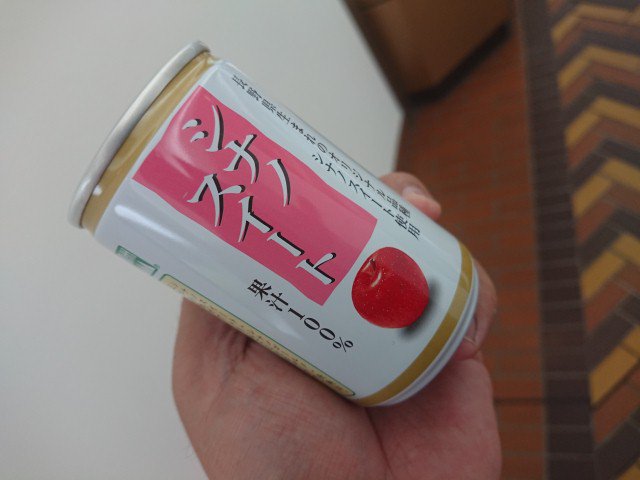 長野県生まれのオリジナル品種
シナノスイート使用
シナノ
スイート
果汁100%